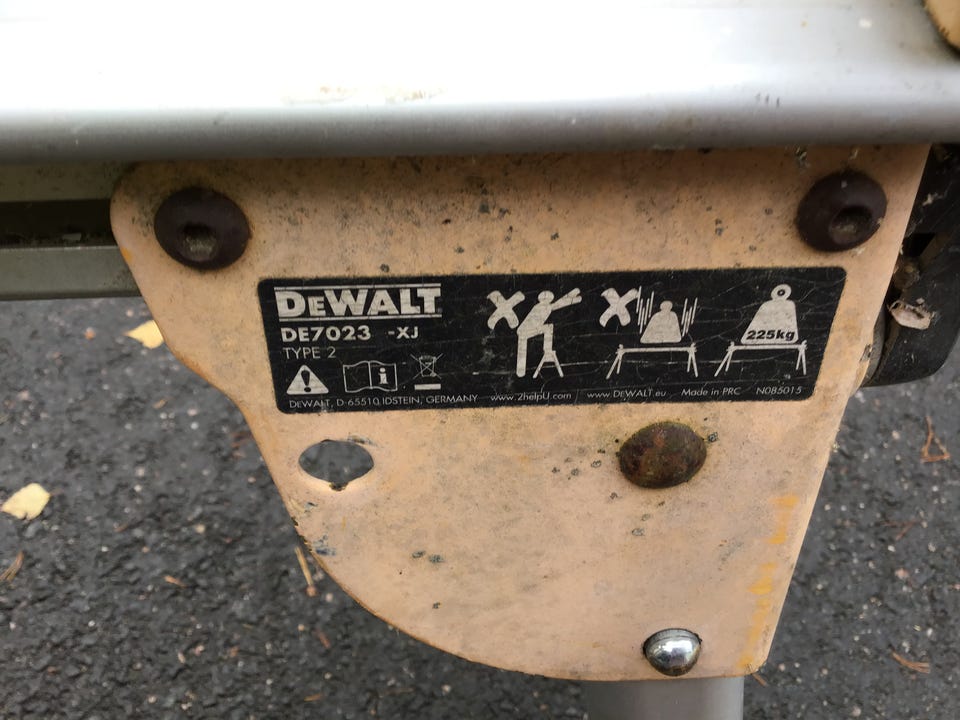 DEWALT
DE7023 -XJ
TYPE 2
i
225kg
DEWALT, D-65510 IDSTEIN, GERMANY www.2helpU.com www.DEWALT.eu Made in PRC N085015